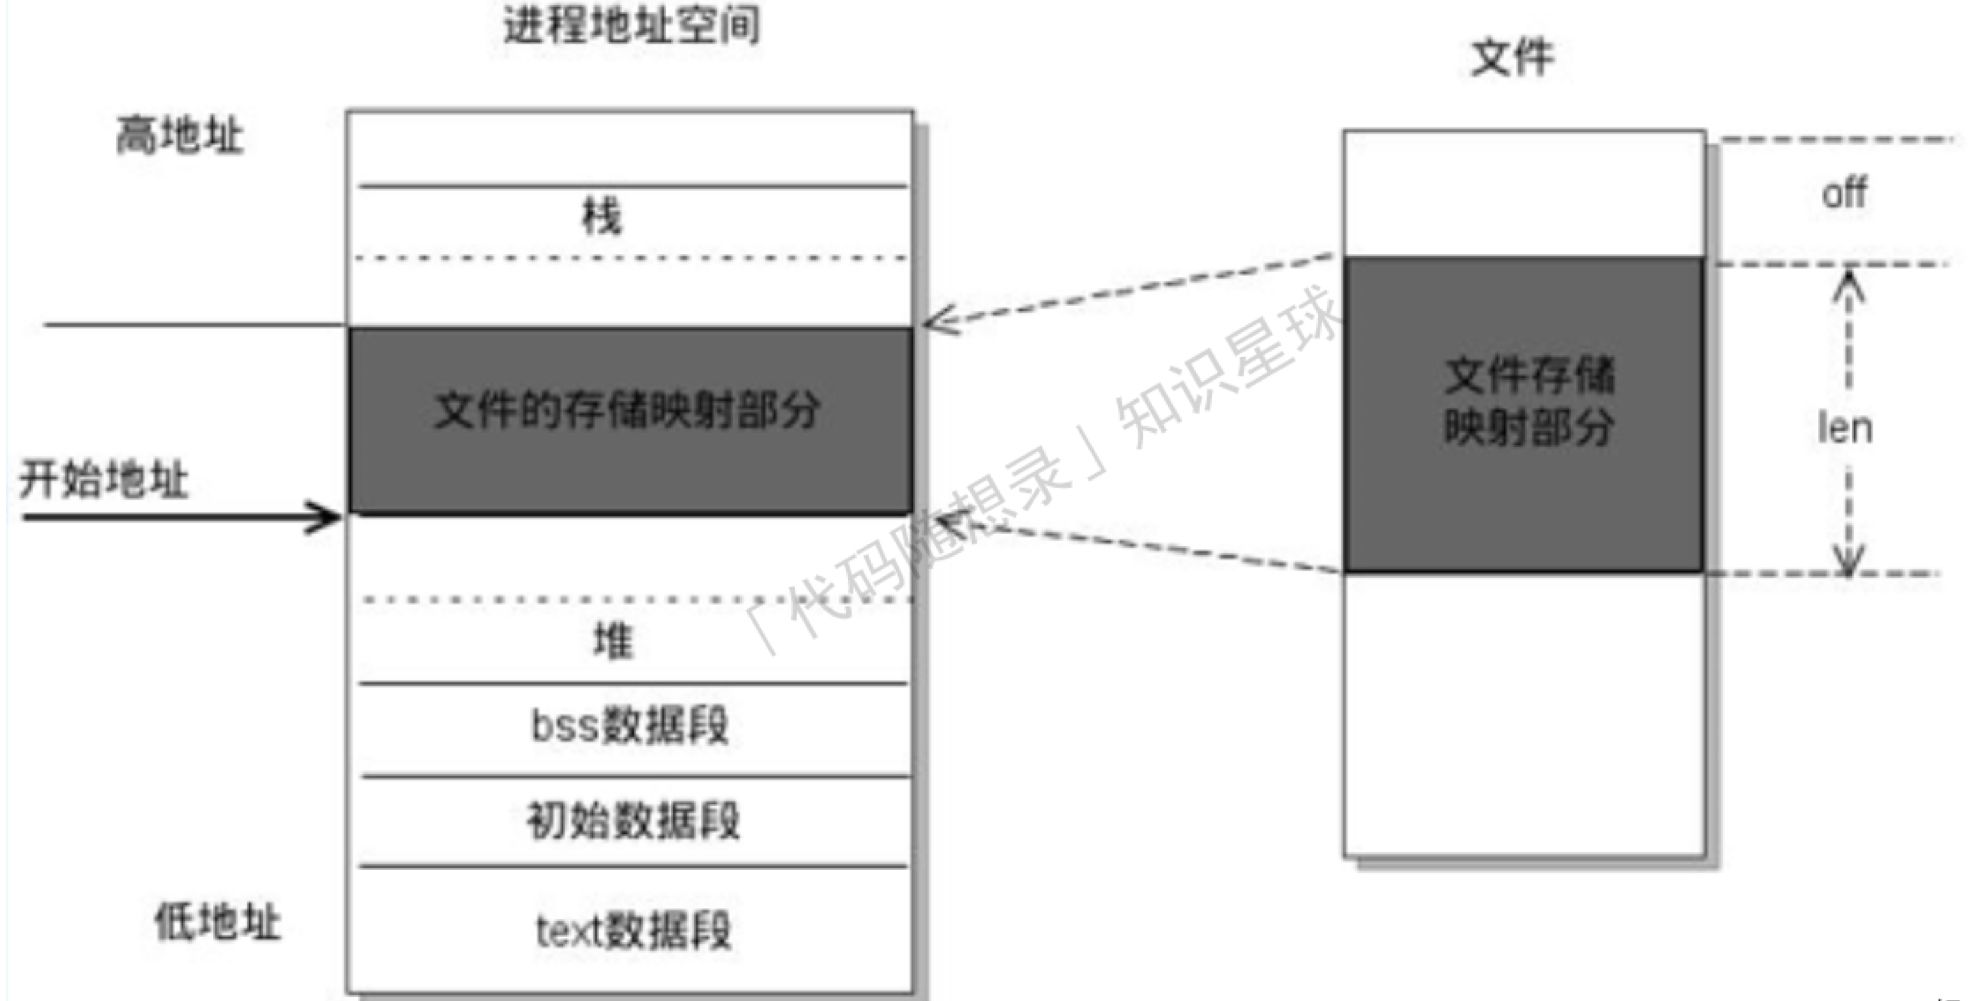 进程地址空间
文件
高地址
off
栈
文件存储
映射部分
文件的存储映射部分
len
开始地址
堆
bss数据段
初始数据段
低地址
text数据段
「代码随想录」知识星球